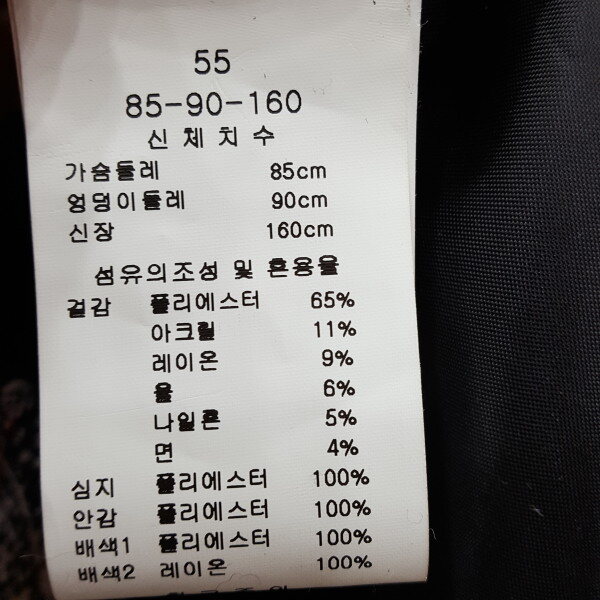 55
85-90-160
신체치수
가슴둘레 85cm
엉덩이둘레 90cm
신장 160cm
섬유의조성 및 혼용율
겉감 폴리에스터 65%
아크릴 11%
레이온 9%
울 6%
나일론 5%
면 4%
심지 폴리에스터 100%
안감 폴리에스터 100%
배색1 폴리에스터 100%
배색2 레이온 100%